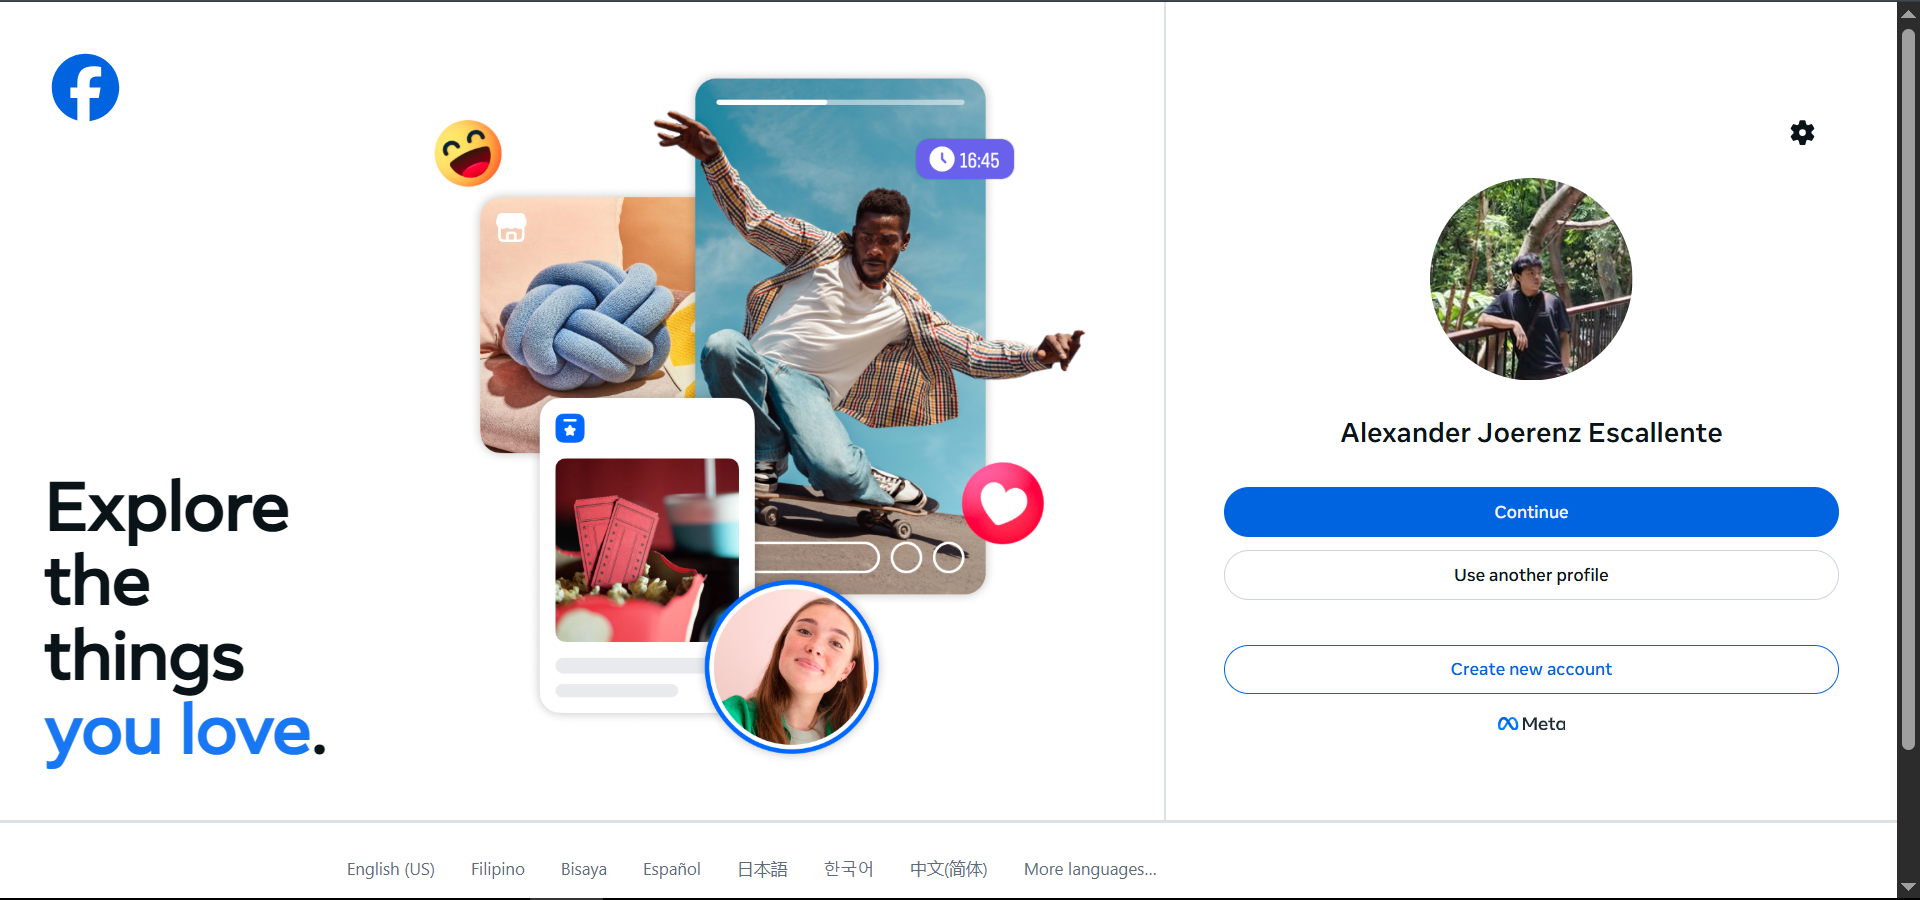 16:45
Explore
the
things
you love.
Alexander Joerenz Escallente
Continue
Use another profile
Create new account
Meta
English (US) Filipino Bisaya Español 日本語 한국어 中文(简体) More languages...